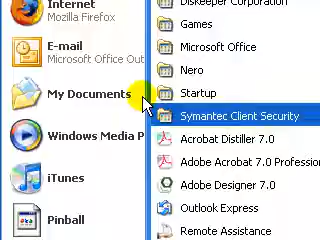 Internet
Mozilla Firefox
E-mail
Microsoft Office Out
My Documents
Windows Media P
iTunes
Pinball
Diskeeper Corporation
Games
Microsoft Office
Nero
Startup
Symantec Client Security
Acrobat Distiller 7.0
Adobe Acrobat 7.0 Profession
Adobe Designer 7.0
Outlook Express
Remote Assistance